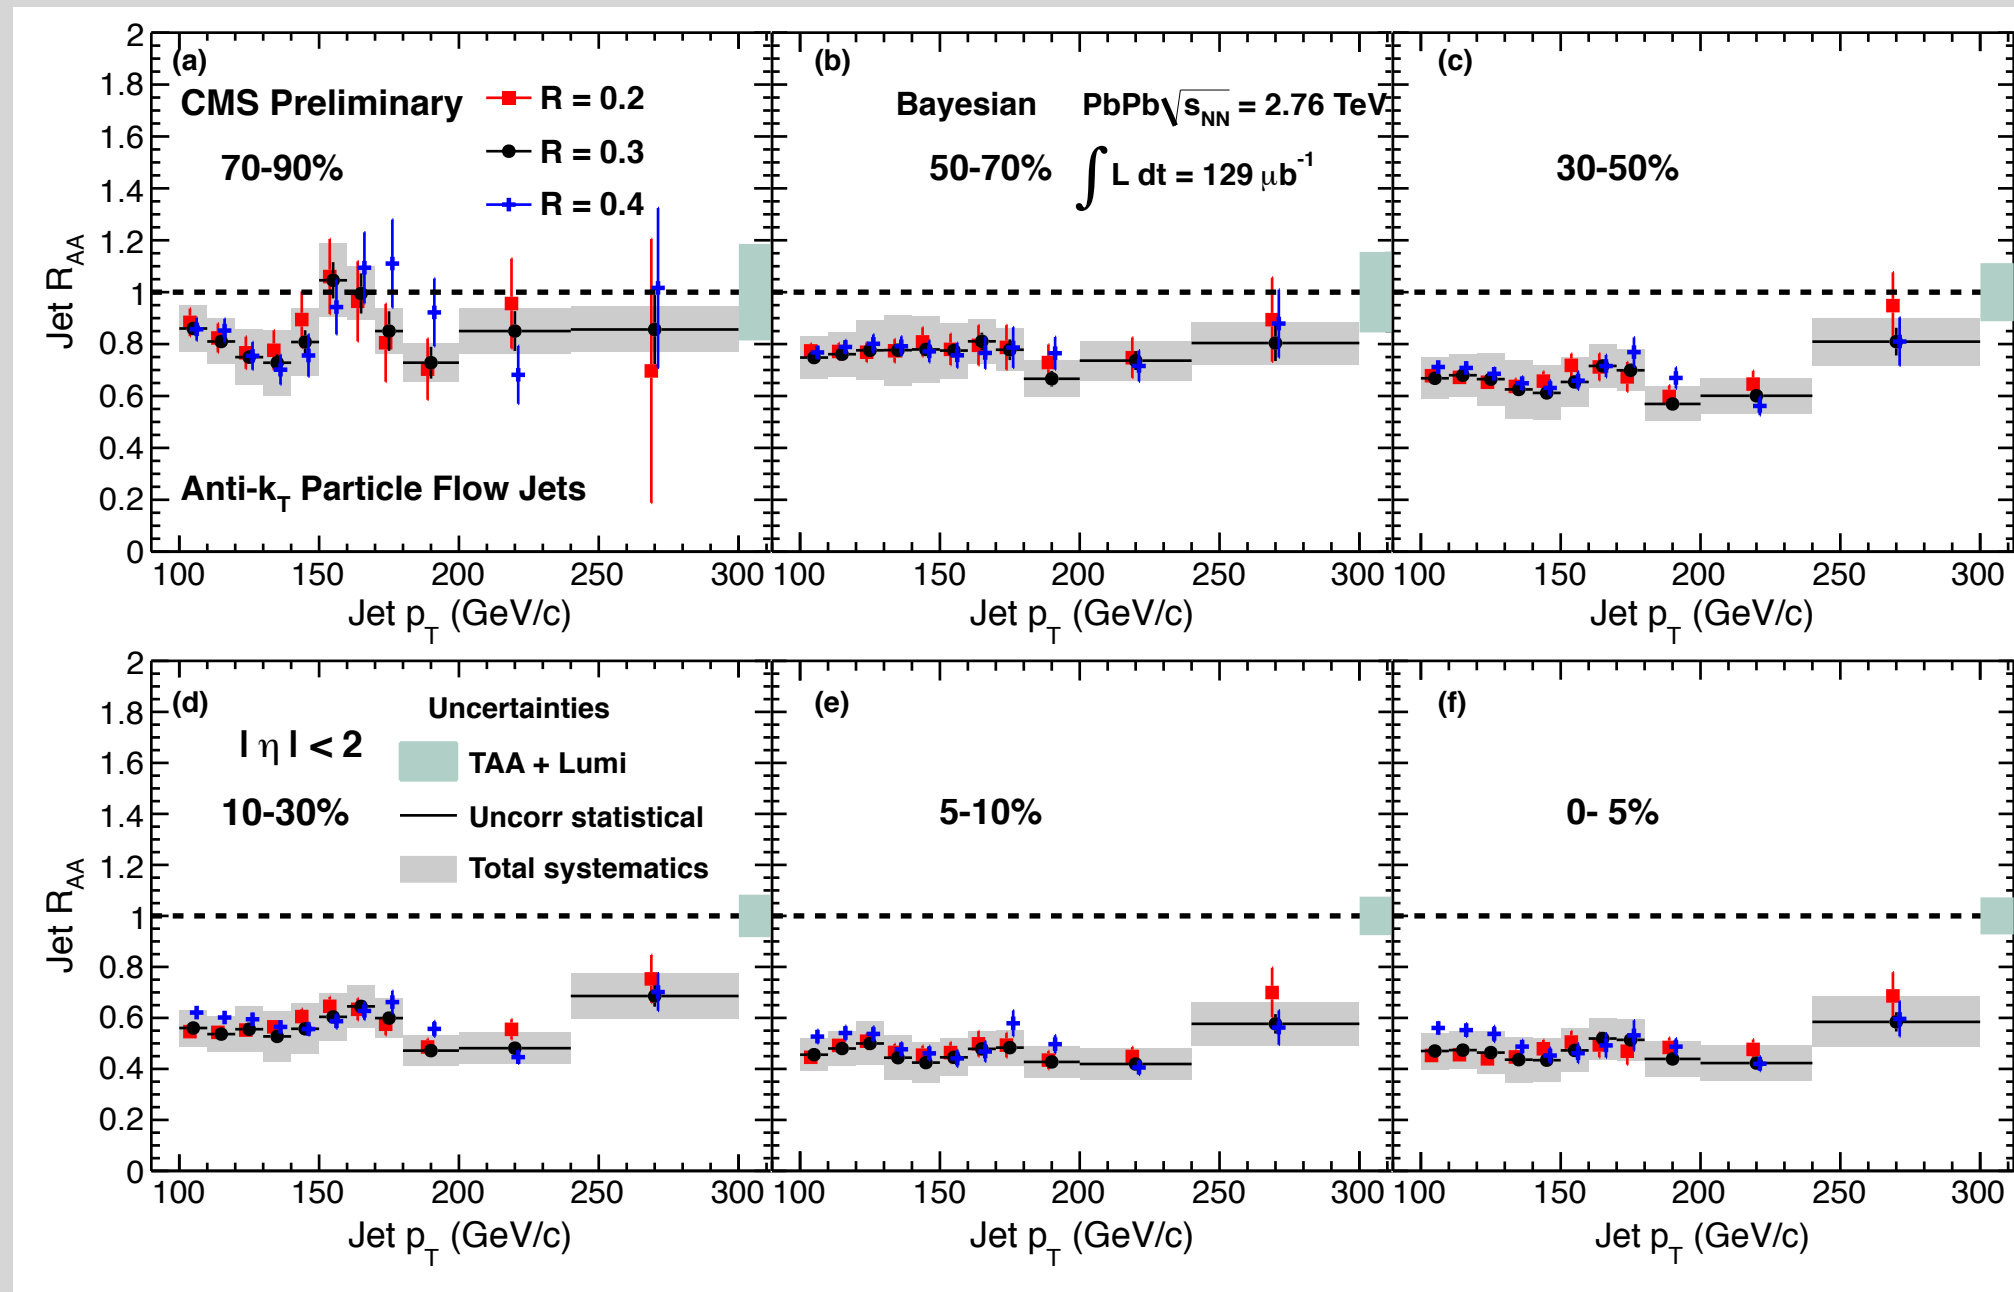 (a)
CMS Preliminary
70-90%
R = 0.2
R = 0.3
R = 0.4
Anti-k_T Particle Flow Jets
Jet R_AA
2
1.8
1.6
1.4
1.2
1
0.8
0.6
0.4
0.2
0
100 150 200 250 300
Jet p_T (GeV/c)
(b)
Bayesian PbPb √s_NN = 2.76 TeV
50-70% ∫ L dt = 129 μb^-1
100 150 200 250 300
Jet p_T (GeV/c)
(c)
30-50%
100 150 200 250 300
Jet p_T (GeV/c)
(d)
| η | < 2
10-30%
Uncertainties
TAA + Lumi
Uncorr statistical
Total systematics
Jet R_AA
2
1.8
1.6
1.4
1.2
1
0.8
0.6
0.4
0.2
0
100 150 200 250 300
Jet p_T (GeV/c)
(e)
5-10%
100 150 200 250 300
Jet p_T (GeV/c)
(f)
0- 5%
100 150 200 250 300
Jet p_T (GeV/c)